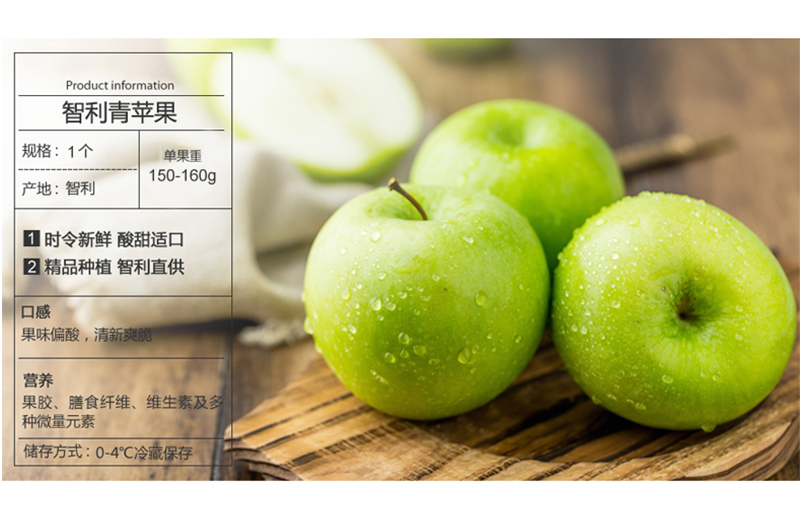 Product information
智利青苹果
规格：1个
单果重
150-160g
产地：智利
1 时令新鲜 酸甜适口
2 精品种植 智利直供
口感
果味偏酸，清新爽脆
营养
果胶、膳食纤维、维生素及多
种微量元素
储存方式：0-4℃冷藏保存